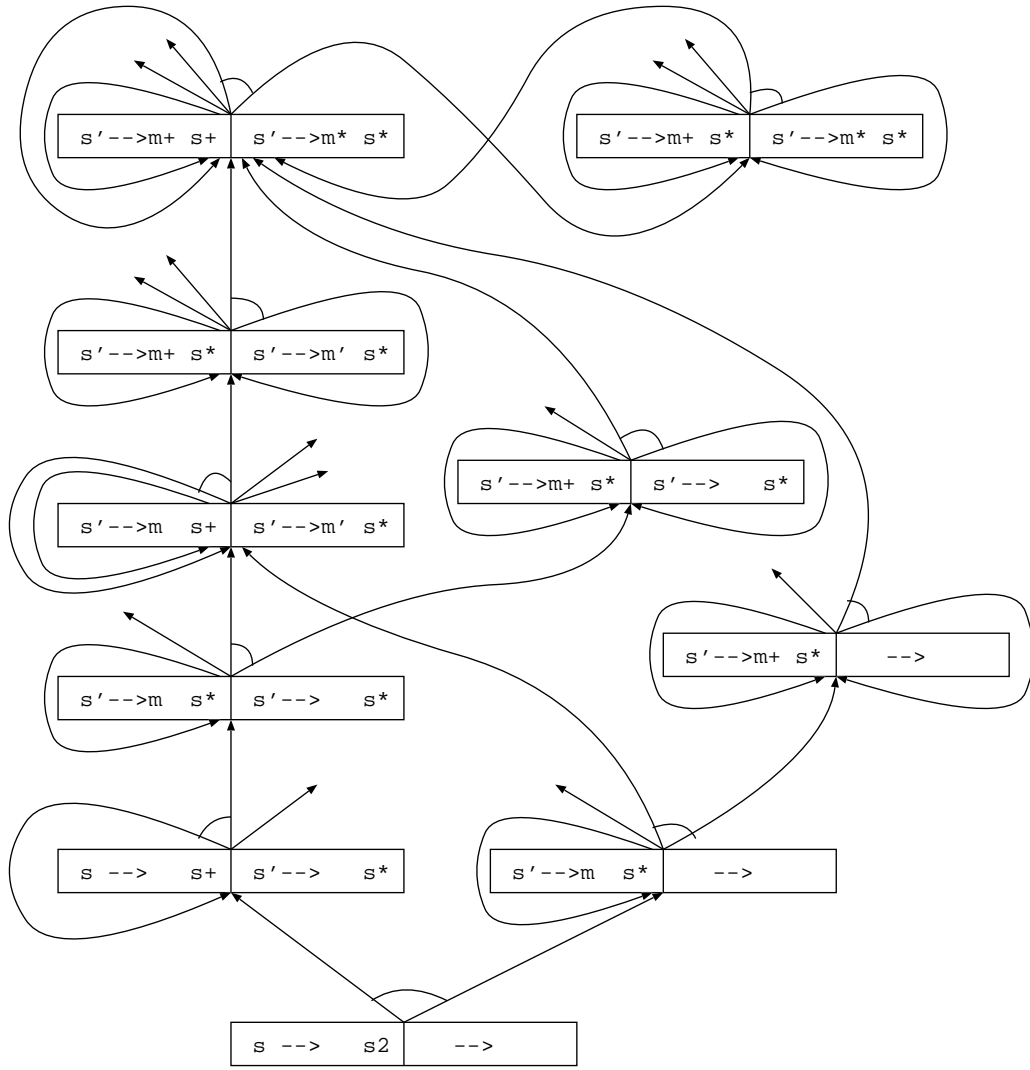 s'-->m+ s+ s'-->m* s*
s'-->m+ s* s'-->m* s*
s'-->m+ s* s'-->m' s*
s'-->m+ s* s'--> s*
s'-->m s+ s'-->m' s*
s'-->m+ s* -->
s'-->m s* s'--> s*
s --> s+ s'--> s*
s'-->m s* -->
s --> s2 -->